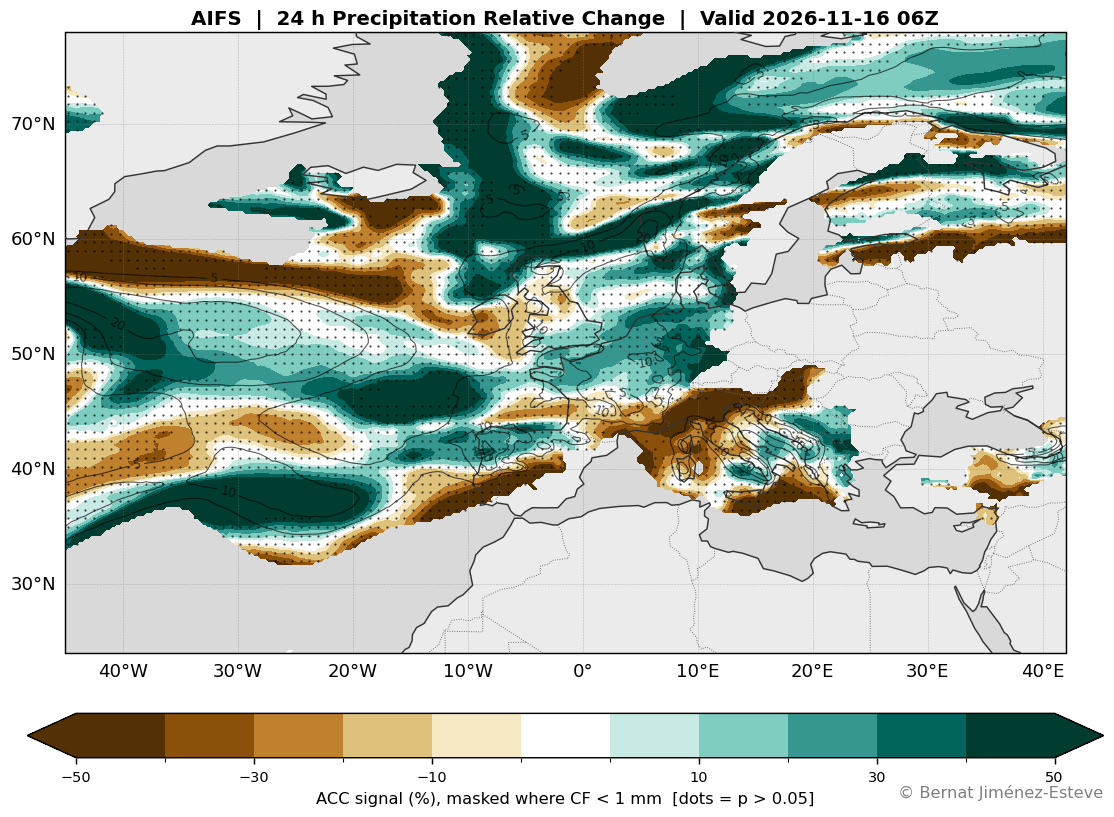 AIFS | 24 h Precipitation Relative Change | Valid 2026-11-16 06Z
70°N
60°N
50°N
40°N
30°N
40°W
30°W
20°W
10°W
0°
10°E
20°E
30°E
40°E
−50
−30
−10
10
30
50
ACC signal (%), masked where CF < 1 mm [dots = p > 0.05]
© Bernat Jiménez-Esteve